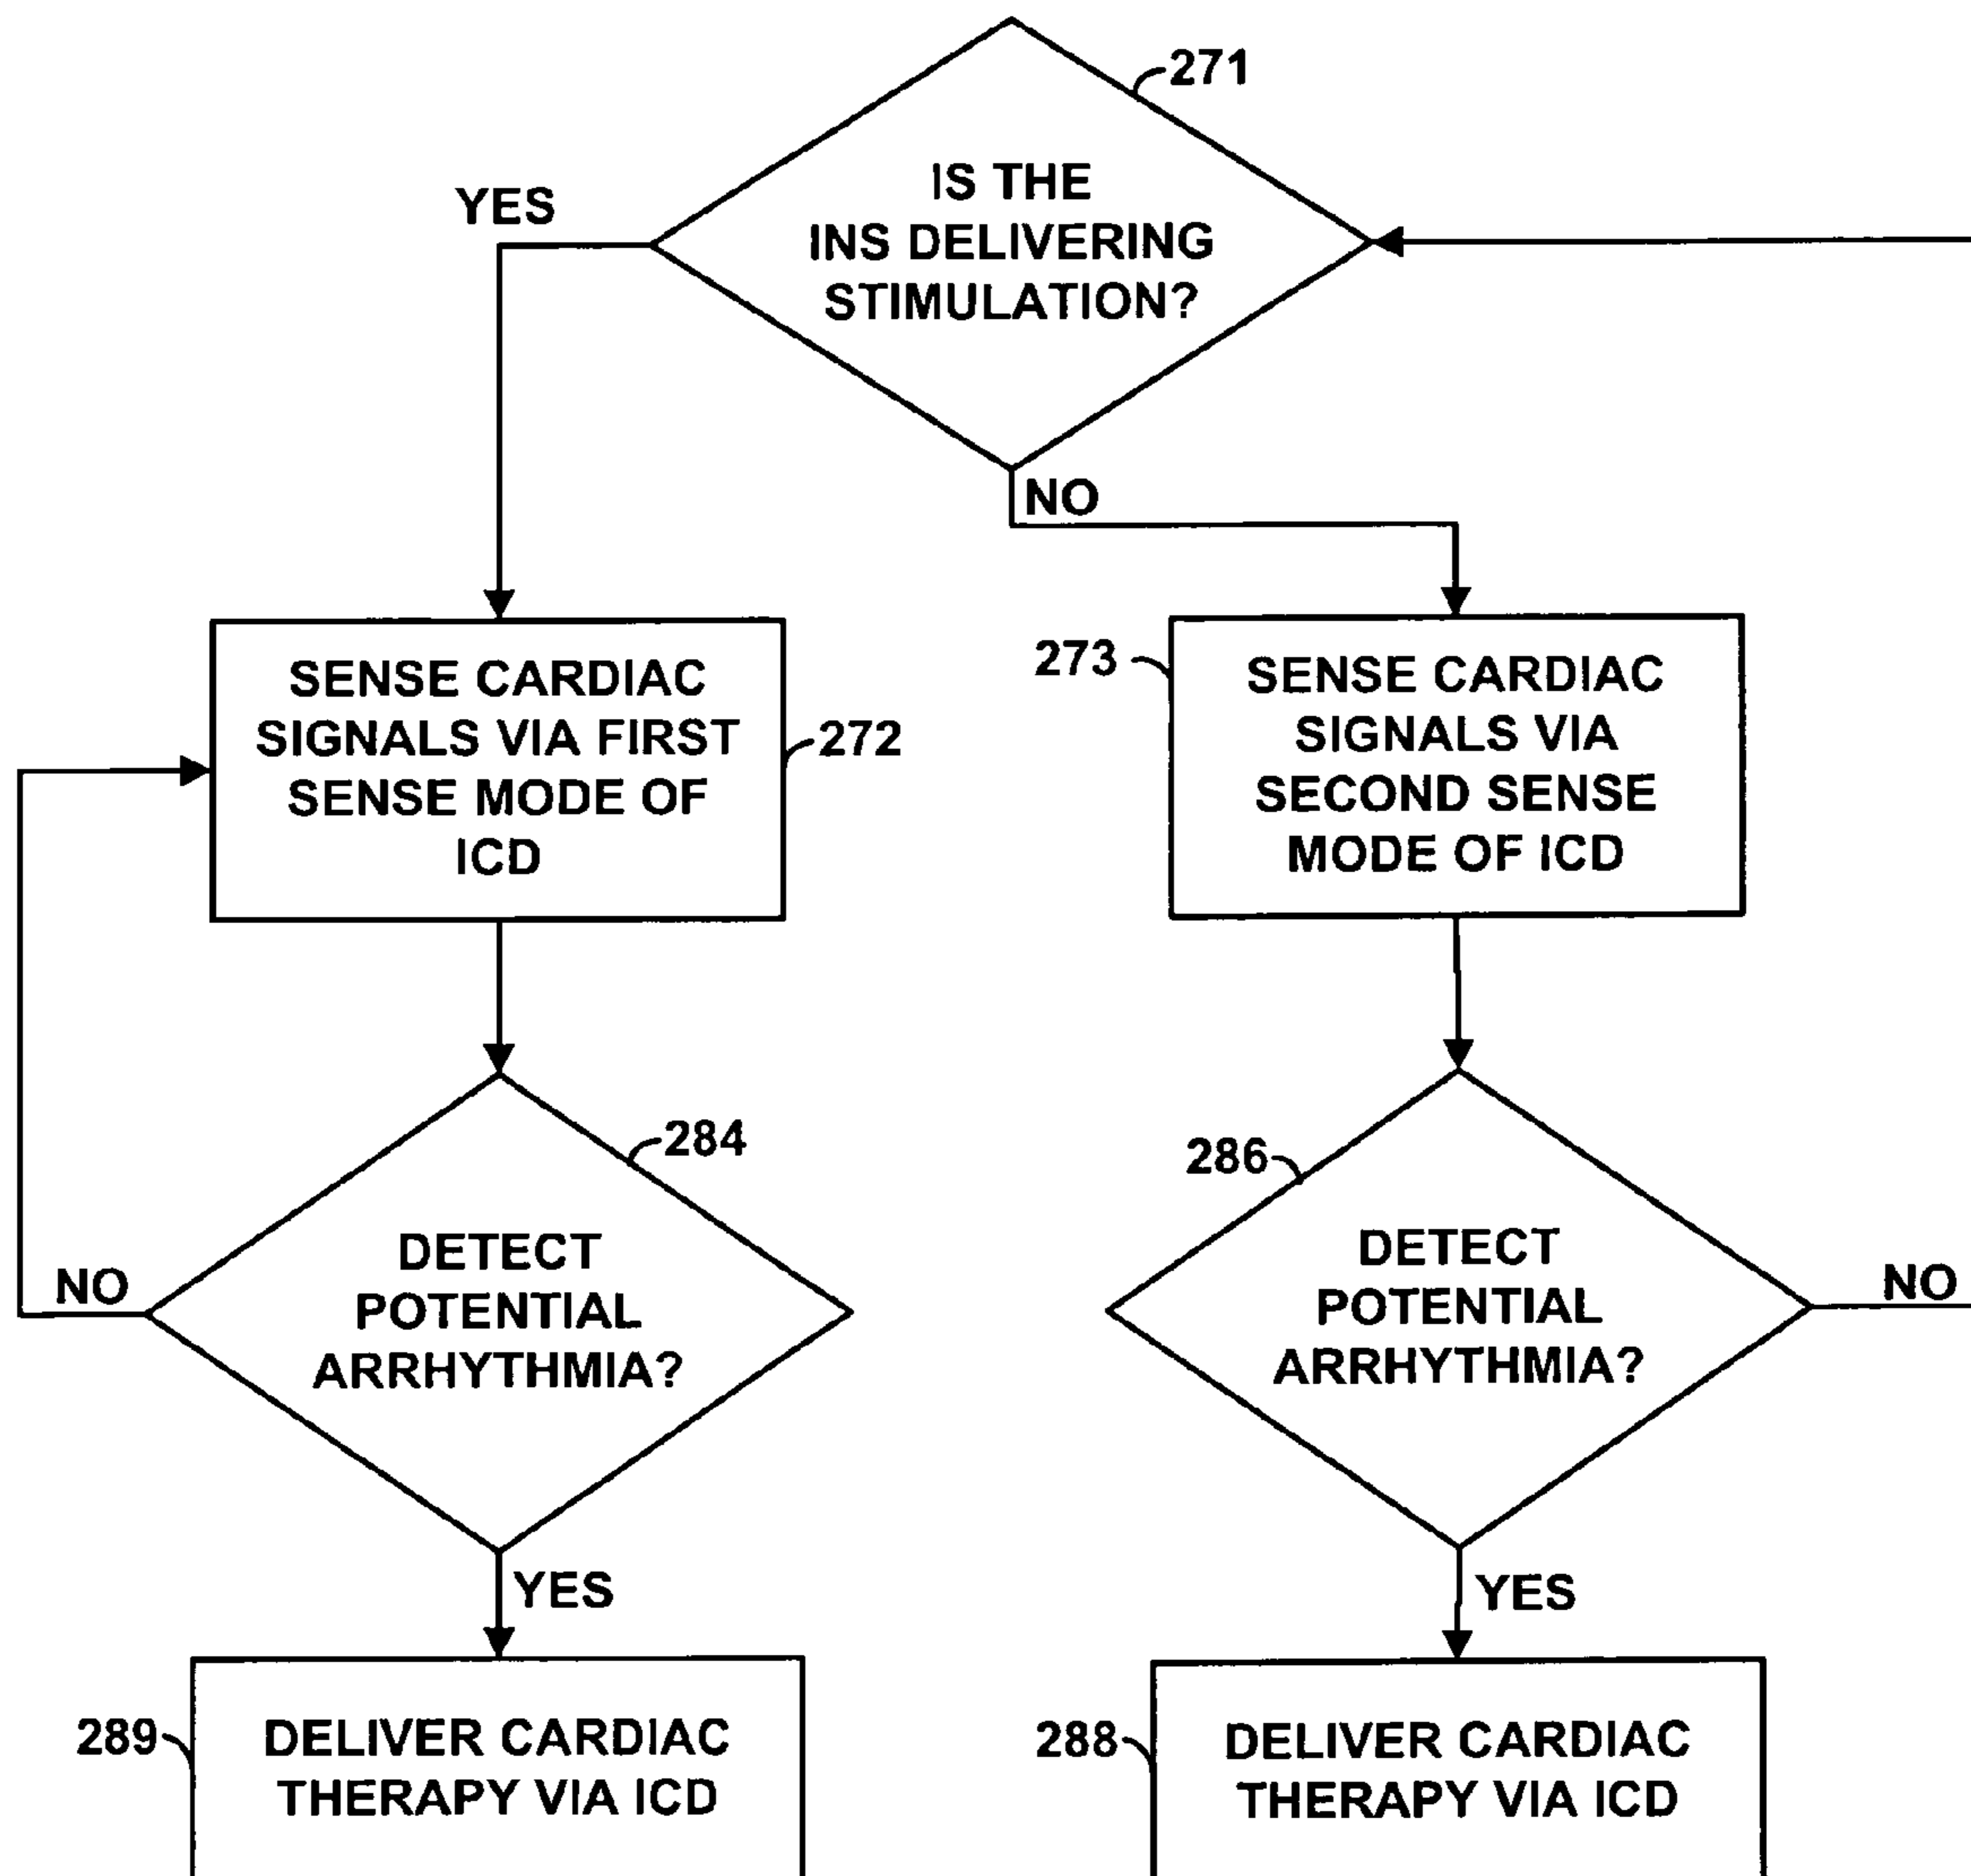 271
IS THE
INS DELIVERING
STIMULATION?
YES
NO
SENSE CARDIAC
SIGNALS VIA FIRST
SENSE MODE OF
ICD
272
273
SENSE CARDIAC
SIGNALS VIA
SECOND SENSE
MODE OF ICD
284
DETECT
POTENTIAL
ARRHYTHMIA?
NO
YES
286
DETECT
POTENTIAL
ARRHYTHMIA?
NO
YES
289
DELIVER CARDIAC
THERAPY VIA ICD
288
DELIVER CARDIAC
THERAPY VIA ICD